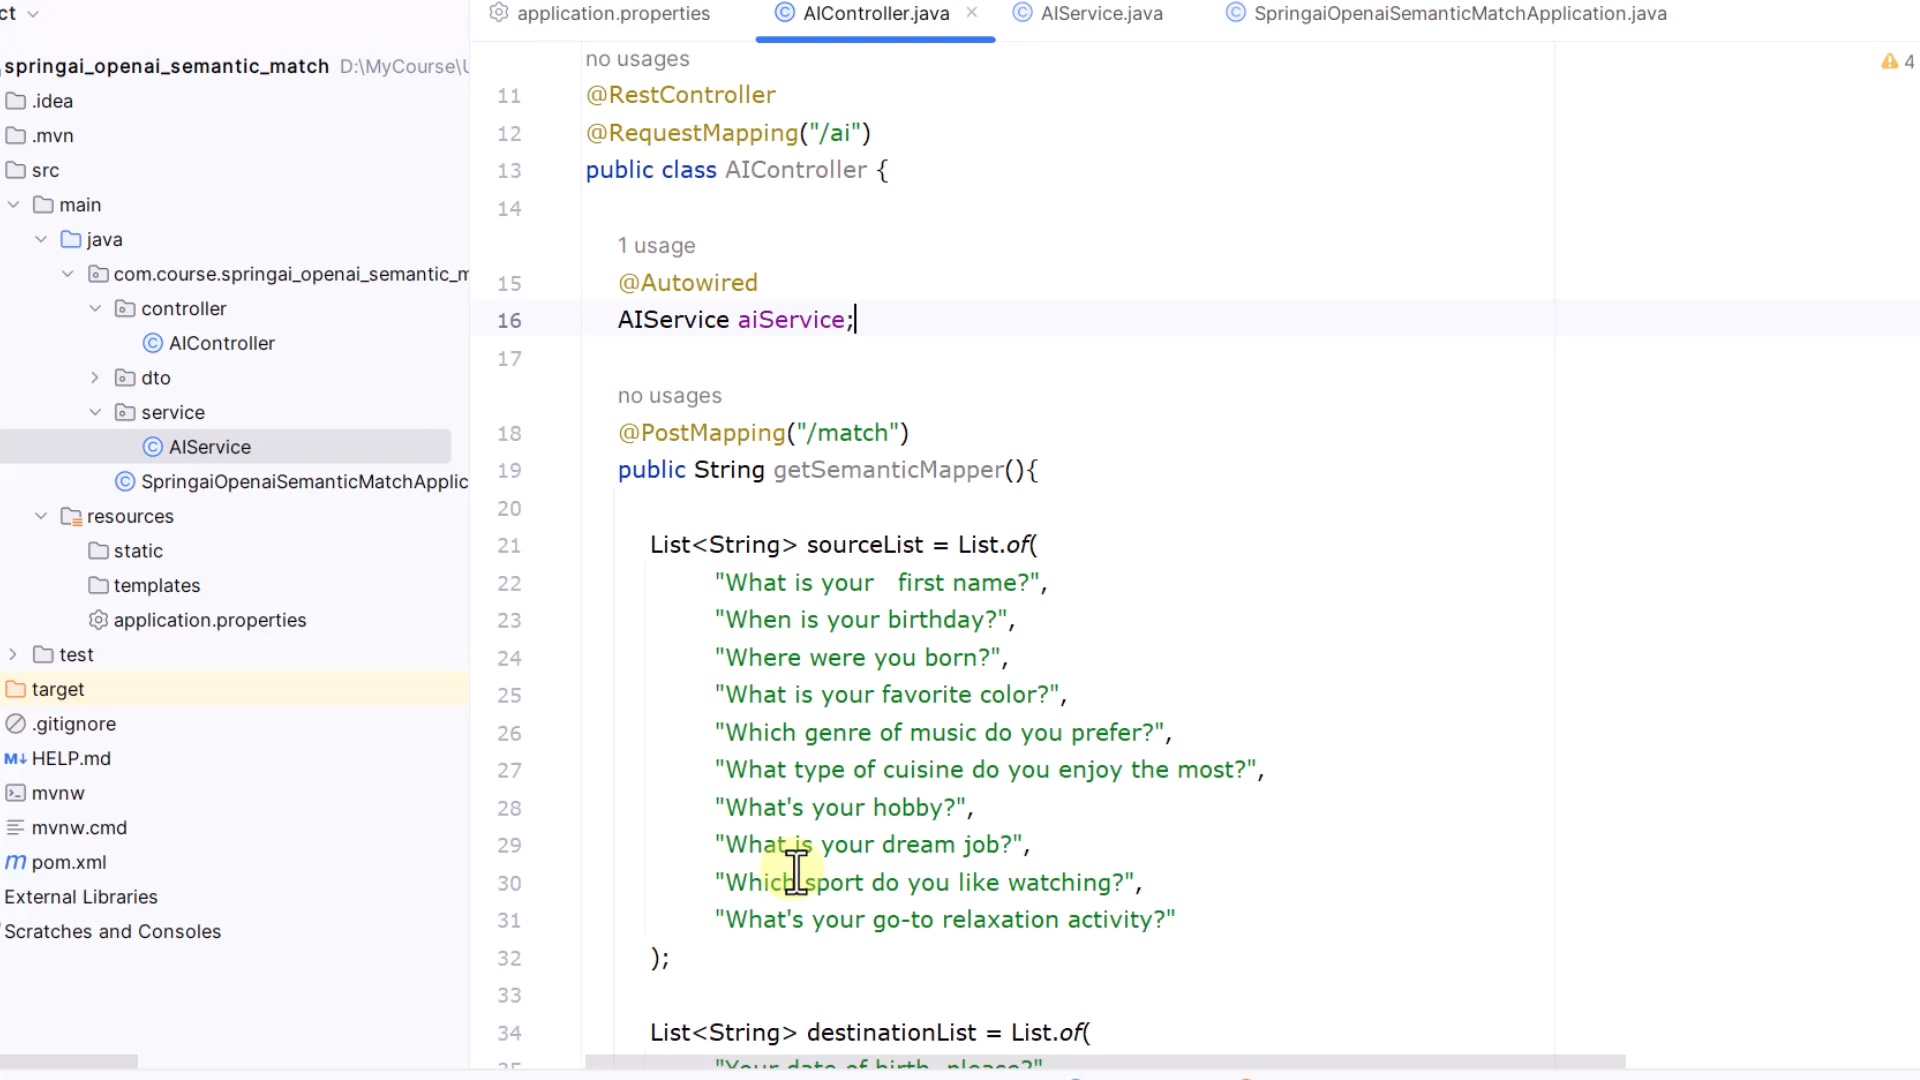 ct
application.properties
AIController.java
AIService.java
SpringaiOpenaiSemanticMatchApplication.java
springai_openai_semantic_match D:\MyCourse\U
.idea
.mvn
src
main
java
com.course.springai_openai_semantic_m
controller
AIController
dto
service
AIService
SpringaiOpenaiSemanticMatchApplic
resources
static
templates
application.properties
test
target
.gitignore
M↓ HELP.md
mvnw
mvnw.cmd
m pom.xml
External Libraries
Scratches and Consoles
4
no usages
11 @RestController
12 @RequestMapping("/ai")
13 public class AIController {
14
1 usage
15 @Autowired
16 AIService aiService;
17
no usages
18 @PostMapping("/match")
19 public String getSemanticMapper(){
20
21 List<String> sourceList = List.of(
22 "What is your   first name?",
23 "When is your birthday?",
24 "Where were you born?",
25 "What is your favorite color?",
26 "Which genre of music do you prefer?",
27 "What type of cuisine do you enjoy the most?",
28 "What's your hobby?",
29 "What is your dream job?",
30 "Which sport do you like watching?",
31 "What's your go-to relaxation activity?"
32 );
33
34 List<String> destinationList = List.of(
35 "Your date of birth, please?"